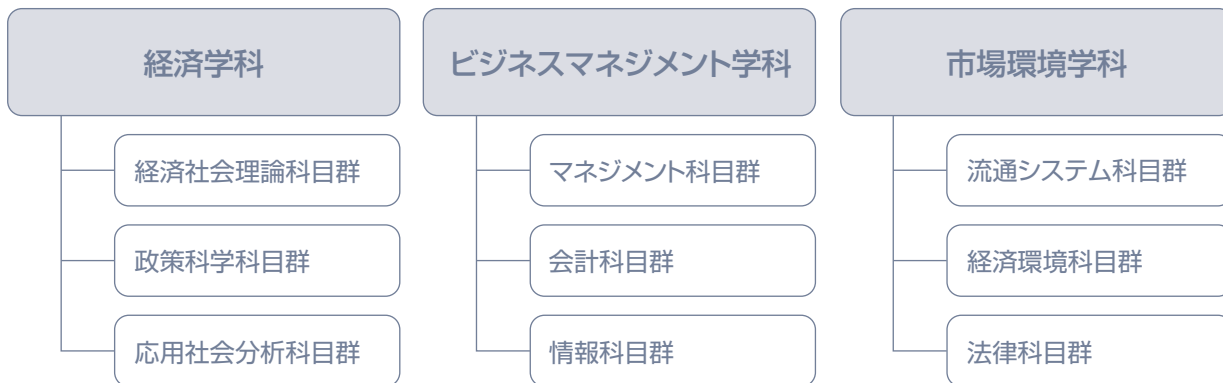 経済学科
経済社会理論科目群
政策科学科目群
応用社会分析科目群
ビジネスマネジメント学科
マネジメント科目群
会計科目群
情報科目群
市場環境学科
流通システム科目群
経済環境科目群
法律科目群